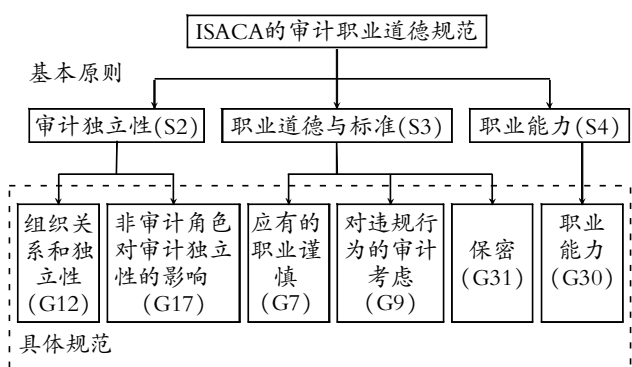 ISACA的审计职业道德规范
基本原则
审计独立性(S2)
职业道德与标准(S3)
职业能力(S4)
组织关
系和独
立性
(G12)
非审计角色
对审计独立
性的影响
(G17)
应有的
职业谨
慎
(G7)
对违规行
为的审计
考虑
(G9)
保密
(G31)
职业
能力
(G30)
具体规范